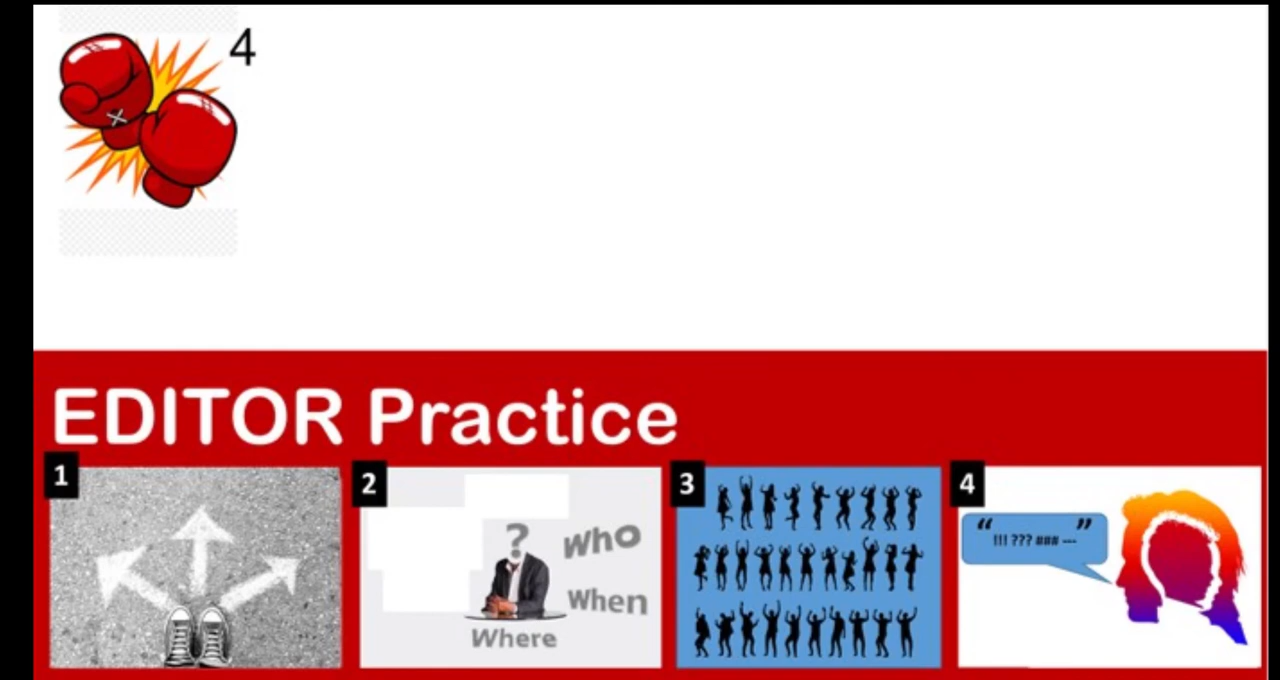 4
EDITOR Practice
1
2
3
4
?
Who
When
Where
“ !!! ??? ### --- ”